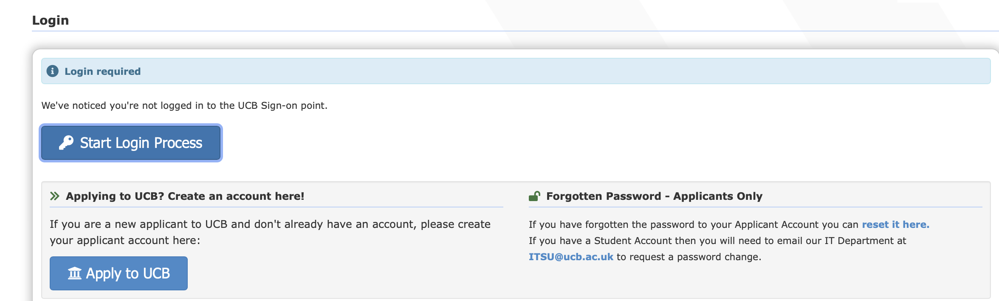 Login
Login required
We've noticed you're not logged in to the UCB Sign-on point.
Start Login Process
Applying to UCB? Create an account here!
If you are a new applicant to UCB and don't already have an account, please create
your applicant account here:
Apply to UCB
Forgotten Password - Applicants Only
If you have forgotten the password to your Applicant Account you can reset it here.
If you have a Student Account then you will need to email our IT Department at
ITSU@ucb.ac.uk to request a password change.